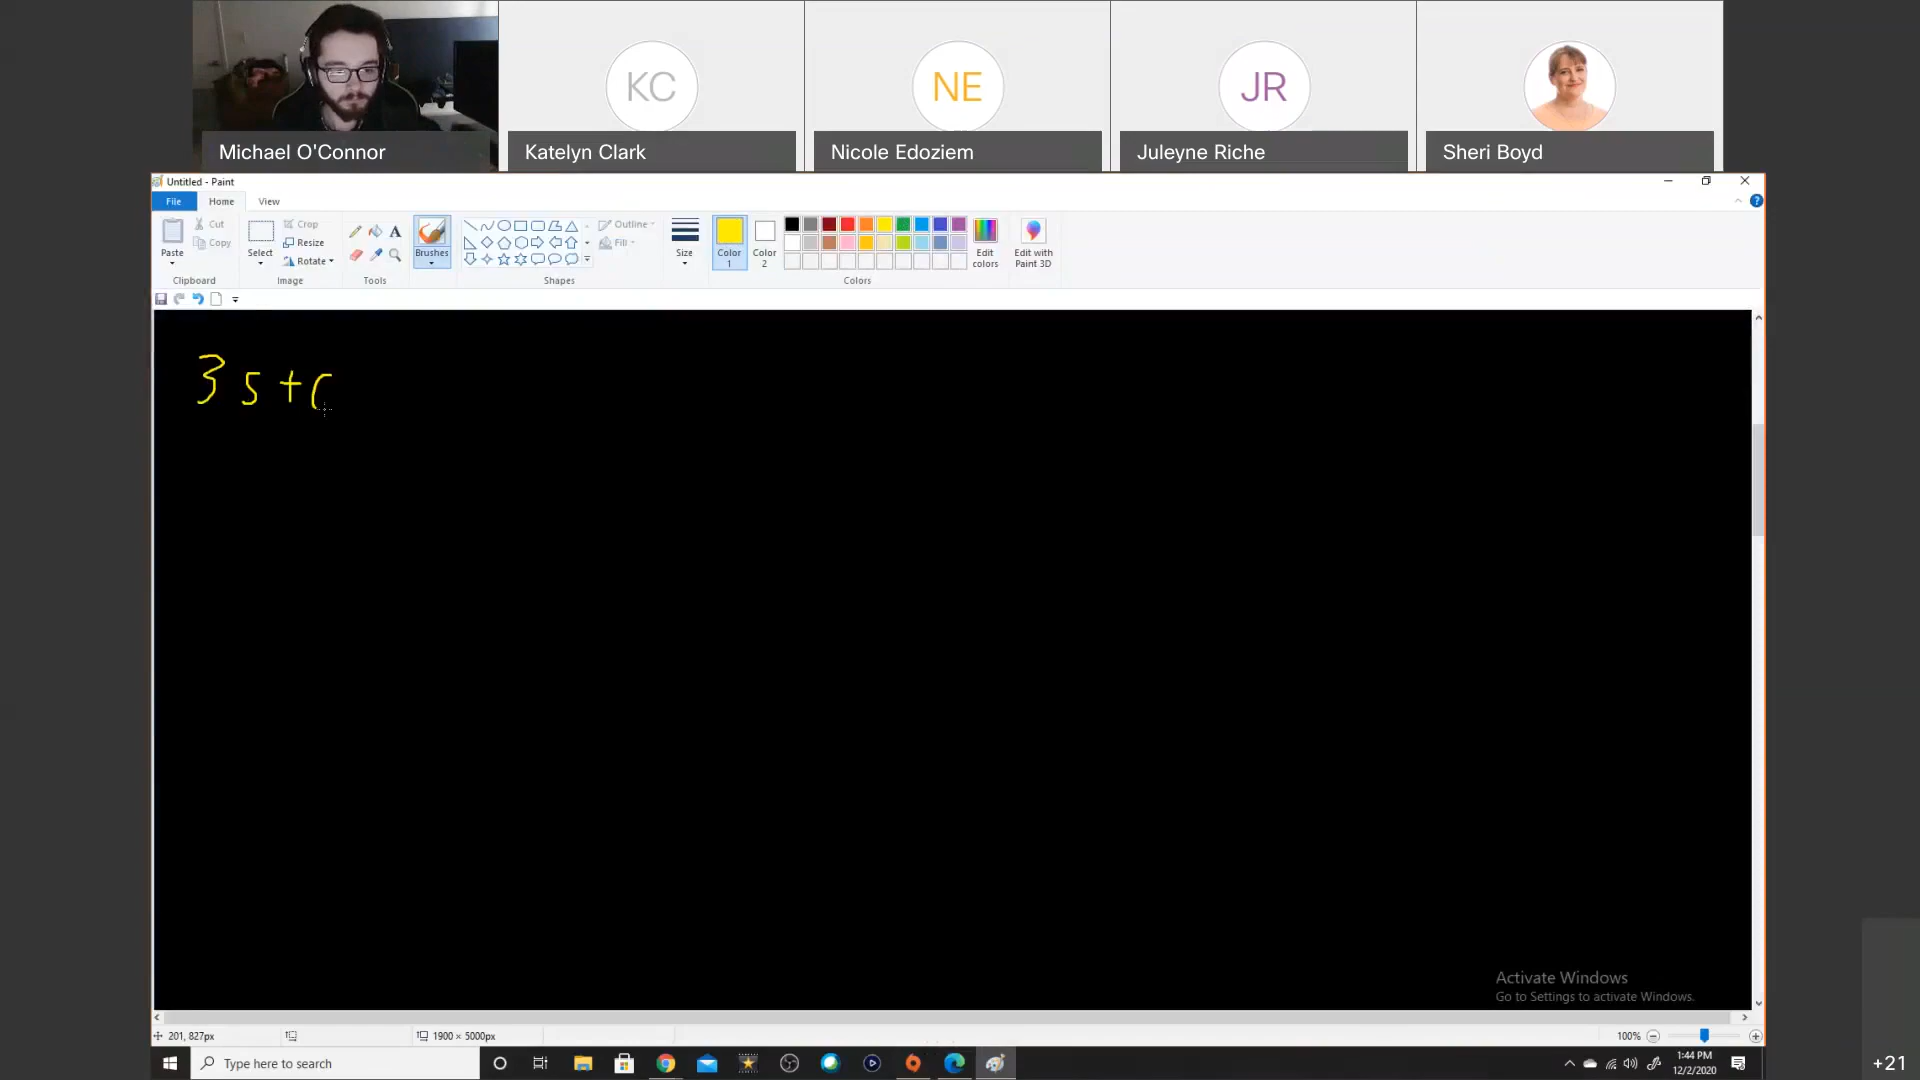 KC
NE
JR
Michael O'Connor
Katelyn Clark
Nicole Edoziem
Juleyne Riche
Sheri Boyd
Untitled - Paint
File
Home
View
Paste
Cut
Copy
Clipboard
Select
Crop
Resize
Rotate
Image
Tools
Brushes
Shapes
Outline
Fill
Size
Color 1
Color 2
Edit colors
Colors
Edit with Paint 3D
3 s+
Activate Windows
Go to Settings to activate Windows.
201, 827px
1900 × 5000px
100%
Type here to search
1:44 PM
12/2/2020
+21